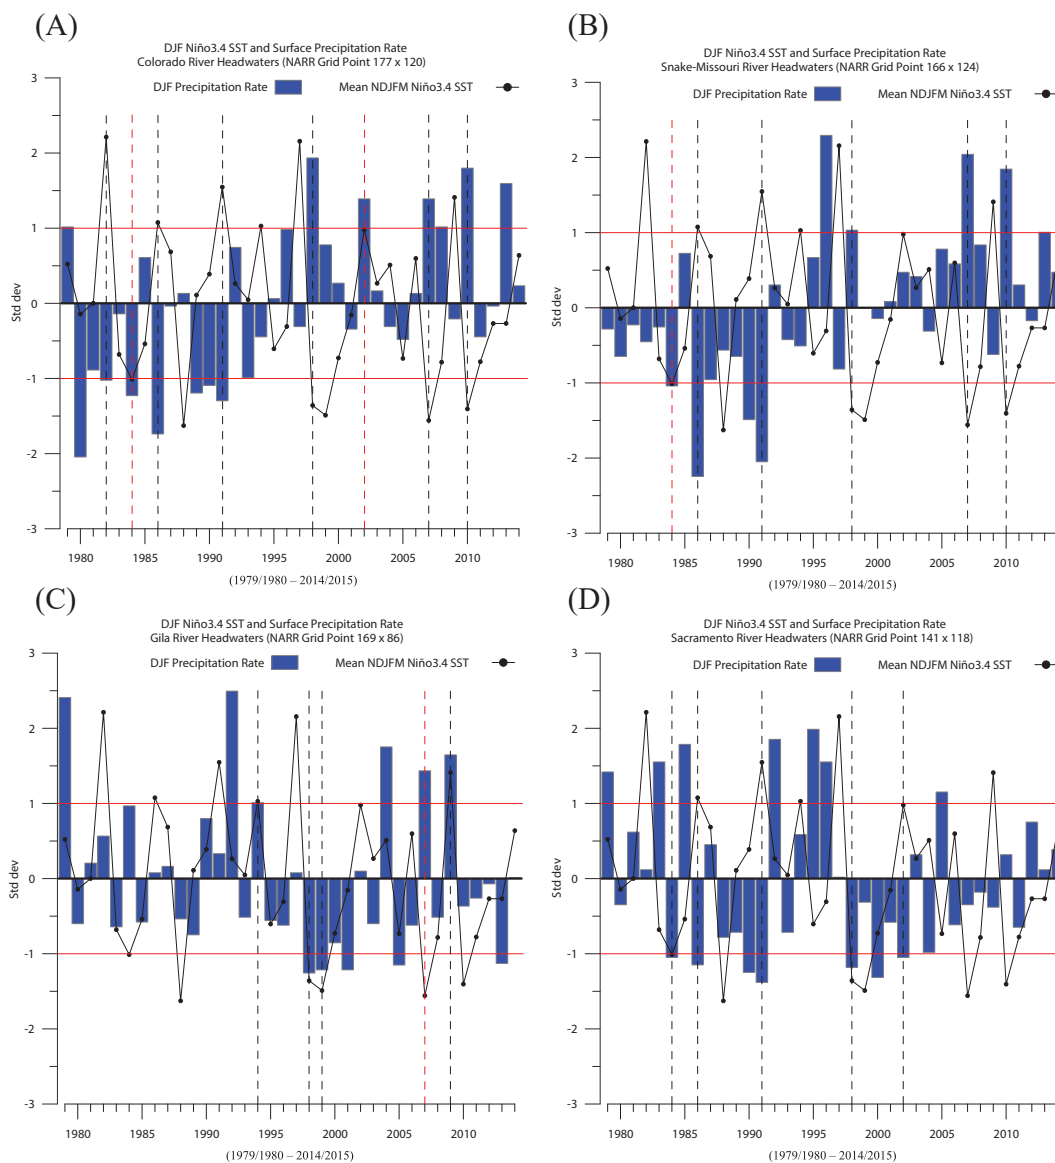 (A)
DJF Niño3.4 SST and Surface Precipitation Rate
Colorado River Headwaters (NARR Grid Point 177 x 120)
DJF Precipitation Rate Mean NDJFM Niño3.4 SST
3
2
1
0
-1
-2
-3
Std dev
1980 1985 1990 1995 2000 2005 2010
(1979/1980 – 2014/2015)
(B)
DJF Niño3.4 SST and Surface Precipitation Rate
Snake-Missouri River Headwaters (NARR Grid Point 166 x 124)
DJF Precipitation Rate Mean NDJFM Niño3.4 SST
3
2
1
0
-1
-2
-3
Std dev
1980 1985 1990 1995 2000 2005 2010
(1979/1980 – 2014/2015)
(C)
DJF Niño3.4 SST and Surface Precipitation Rate
Gila River Headwaters (NARR Grid Point 169 x 86)
DJF Precipitation Rate Mean NDJFM Niño3.4 SST
3
2
1
0
-1
-2
-3
Std dev
1980 1985 1990 1995 2000 2005 2010
(1979/1980 – 2014/2015)
(D)
DJF Niño3.4 SST and Surface Precipitation Rate
Sacramento River Headwaters (NARR Grid Point 141 x 118)
DJF Precipitation Rate Mean NDJFM Niño3.4 SST
3
2
1
0
-1
-2
-3
Std dev
1980 1985 1990 1995 2000 2005 2010
(1979/1980 – 2014/2015)